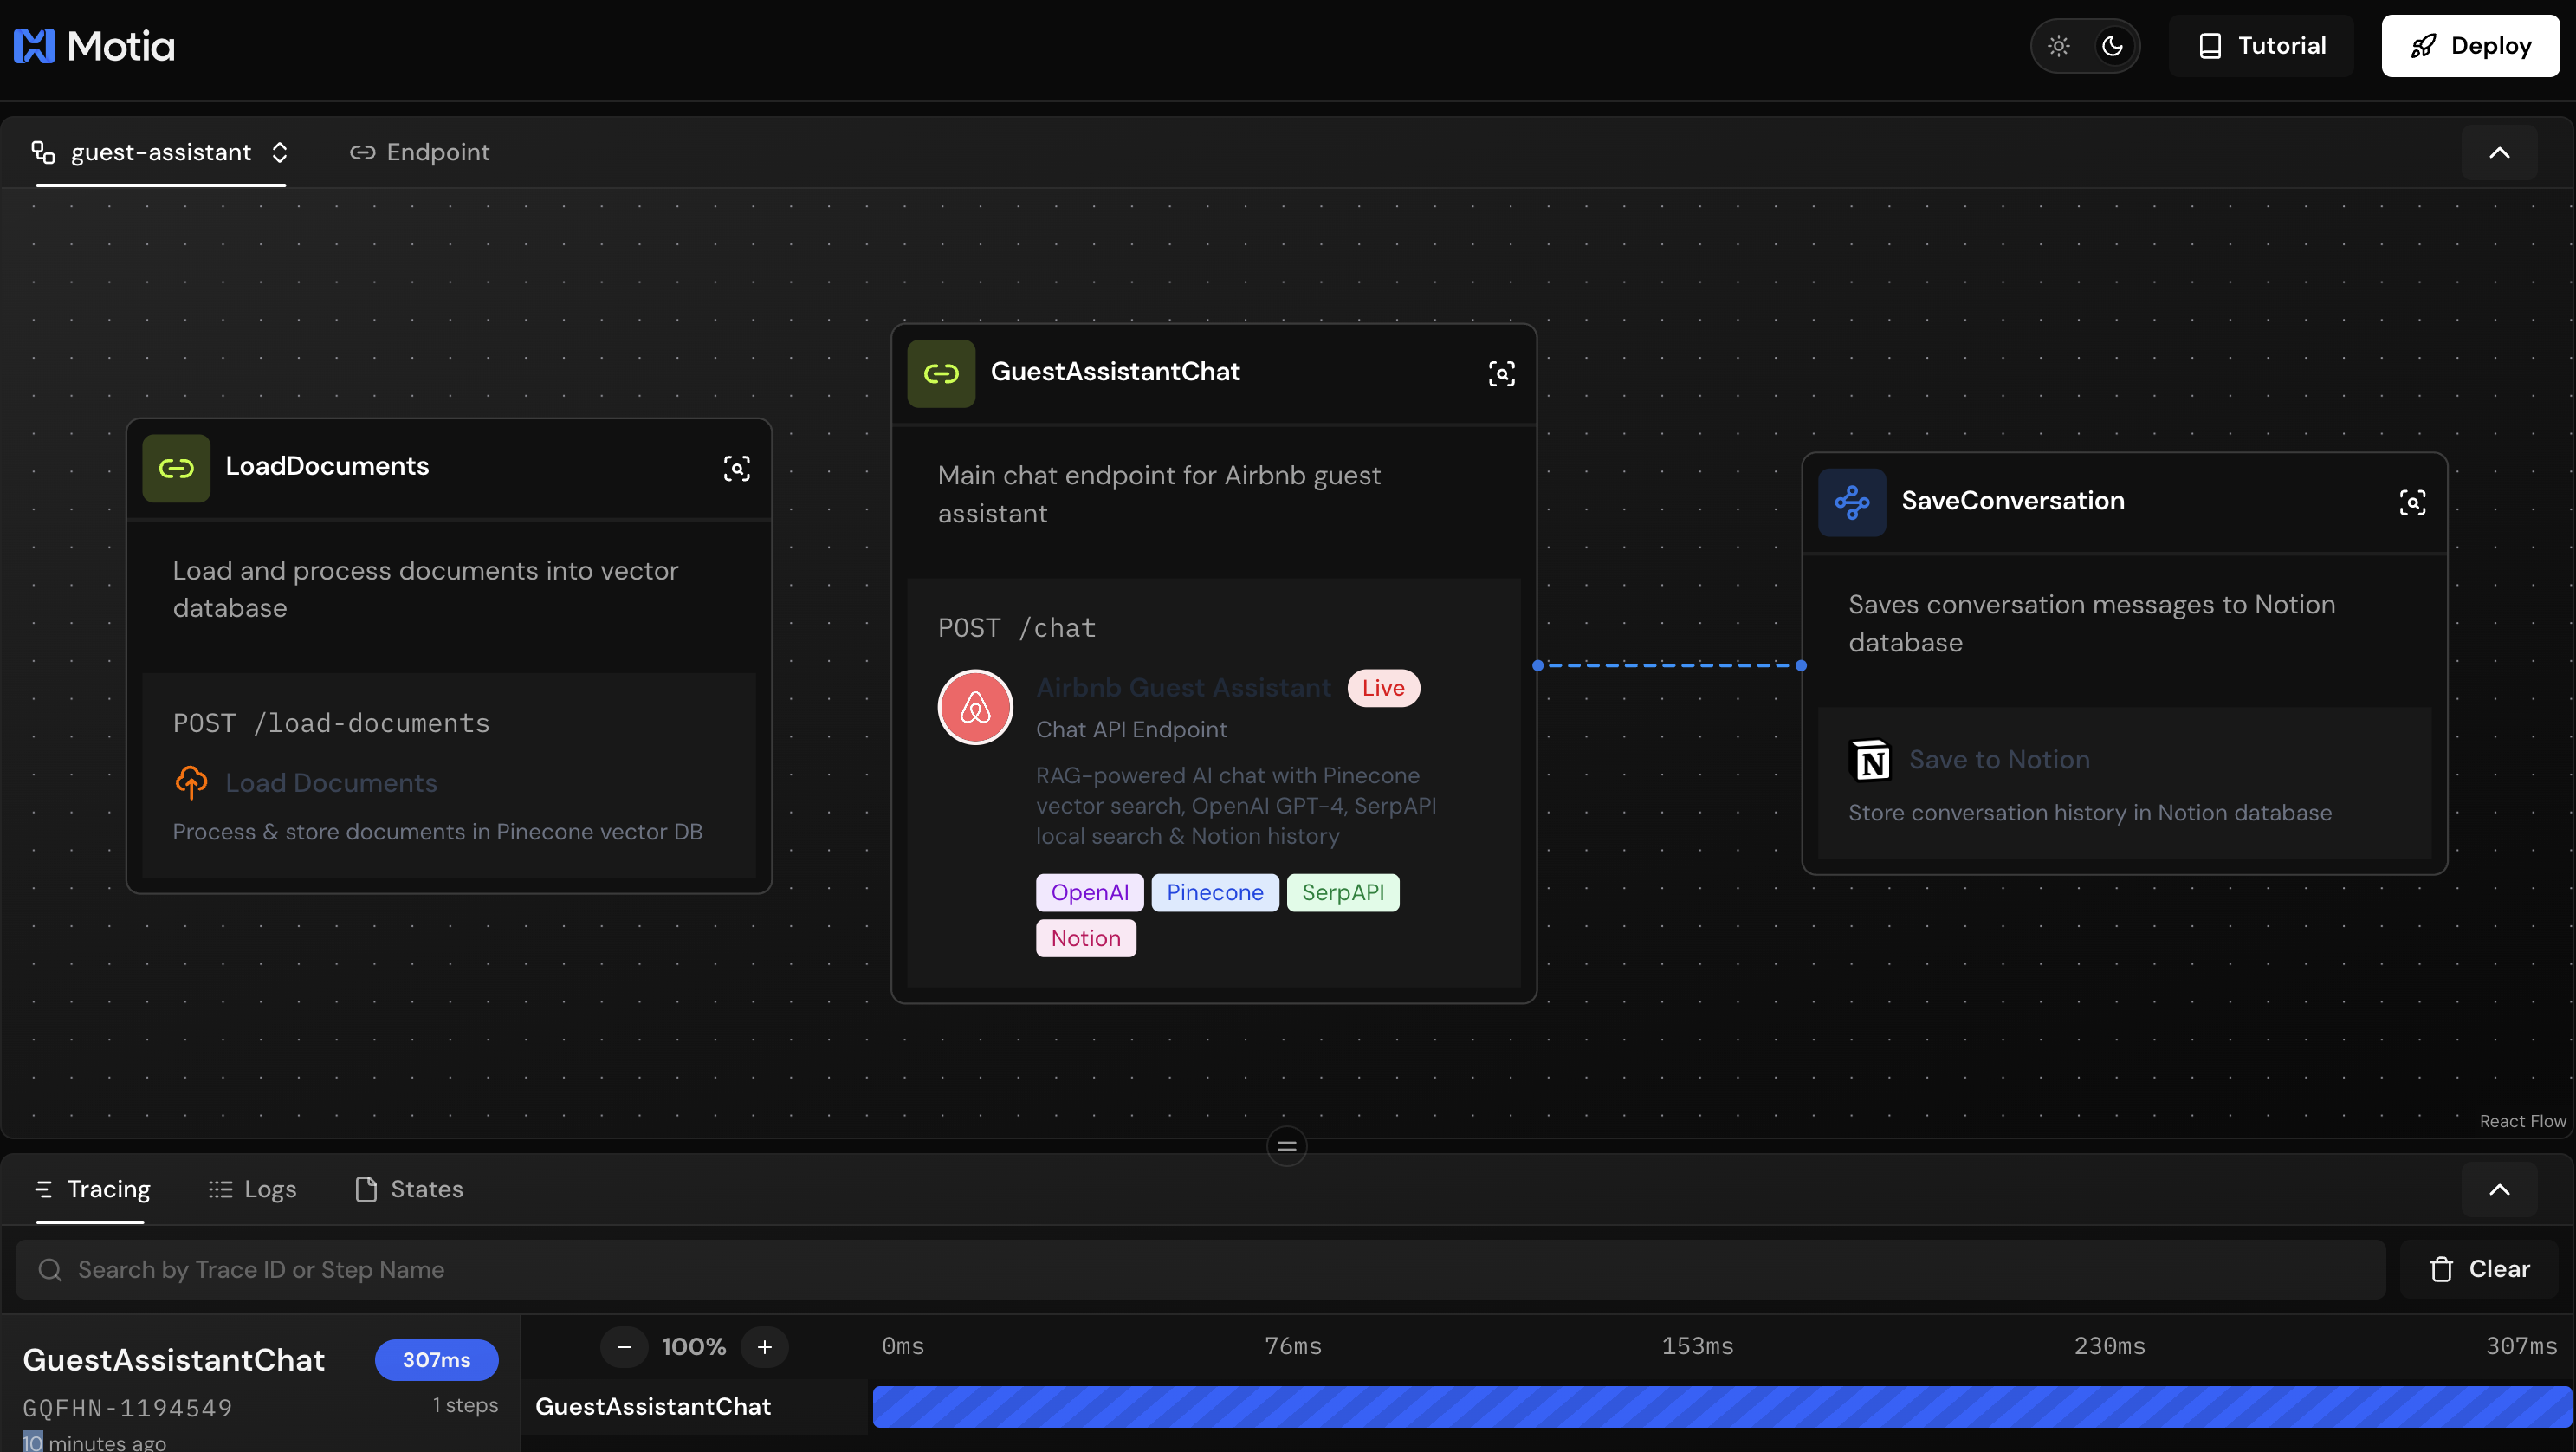 Motia
Tutorial
Deploy
guest-assistant
Endpoint
LoadDocuments
Load and process documents into vector
database
POST /load-documents
Load Documents
Process & store documents in Pinecone vector DB
GuestAssistantChat
Main chat endpoint for Airbnb guest
assistant
POST /chat
Airbnb Guest Assistant Live
Chat API Endpoint
RAG-powered AI chat with Pinecone
vector search, OpenAI GPT-4, SerpAPI
local search & Notion history
OpenAI Pinecone SerpAPI
Notion
SaveConversation
Saves conversation messages to Notion
database
N Save to Notion
Store conversation history in Notion database
React Flow
Tracing
Logs
States
Search by Trace ID or Step Name
Clear
GuestAssistantChat 307ms
GQFHN-1194549 1 steps
10 minutes ago
100% 0ms 76ms 153ms 230ms 307ms
GuestAssistantChat